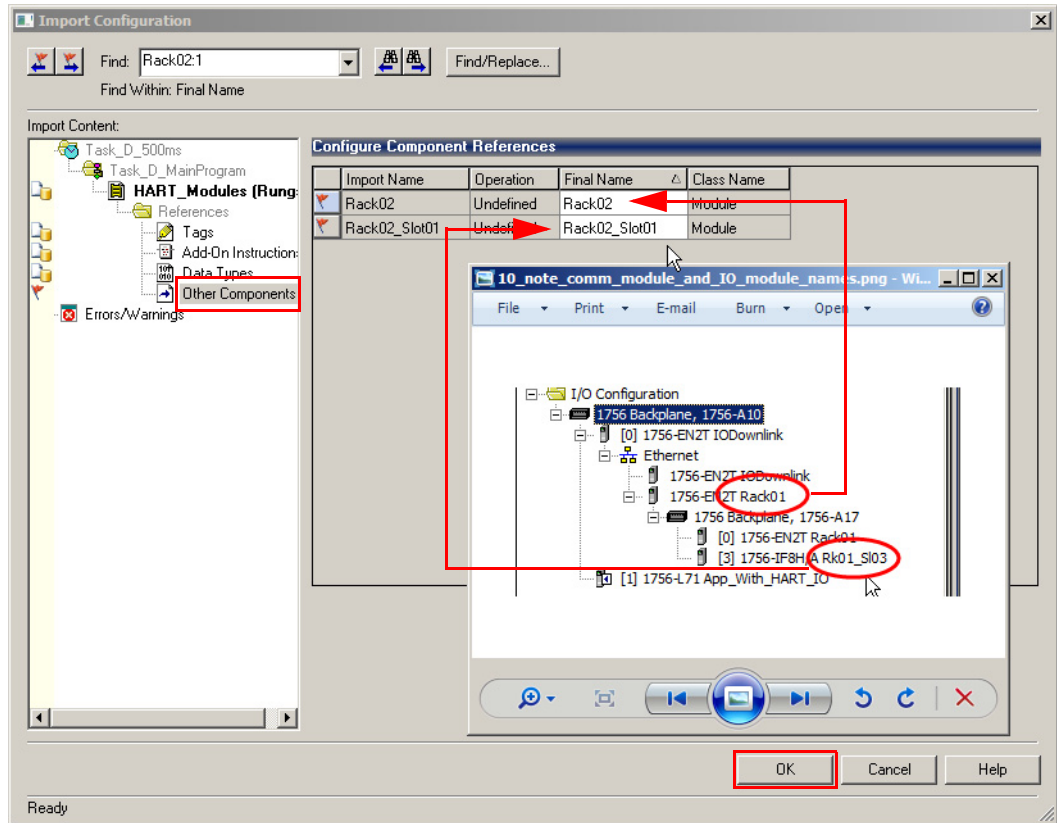 Import Configuration
Find: Rack02:1
Find/Replace...
Find Within: Final Name
Import Content:
Task_D_500ms
Task_D_MainProgram
HART_Modules (Rung
References
Tags
Add-On Instruction
Data Types
Other Components
Errors/Warnings
Configure Component References
Import Name Operation Final Name Class Name
Rack02 Undefined Rack02 Module
Rack02_Slot01 Undefined Rack02_Slot01 Module
10_note_comm_module_and_IO_module_names.png - Wi...
File Print E-mail Burn Open
I/O Configuration
1756 Backplane, 1756-A10
[0] 1756-EN2T IODownlink
Ethernet
1756-EN2T IODownlink
1756-EN2T Rack01
1756 Backplane, 1756-A17
[0] 1756-EN2T Rack01
[3] 1756-IF8H/A Rk01_Sl03
[1] 1756-L71 App_With_HART_IO
OK Cancel Help
Ready